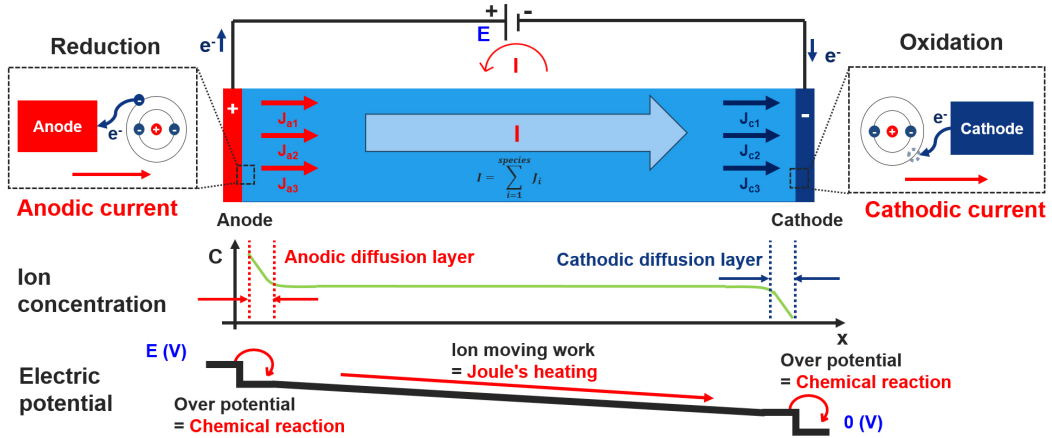 + -
E
e-
e-
I
Reduction
Oxidation
Anode
e-
- - + -
Anodic current
+
Ja1
Ja2
Ja3
I
I = species ∑ i=1 Ji
Jc1
Jc2
Jc3
-
- + -
e-
Cathode
Cathodic current
Anode
Cathode
Ion
concentration
C
Anodic diffusion layer
Cathodic diffusion layer
x
Electric
potential
E (V)
Over potential
= Chemical reaction
Ion moving work
= Joule's heating
Over potential
= Chemical reaction
0 (V)